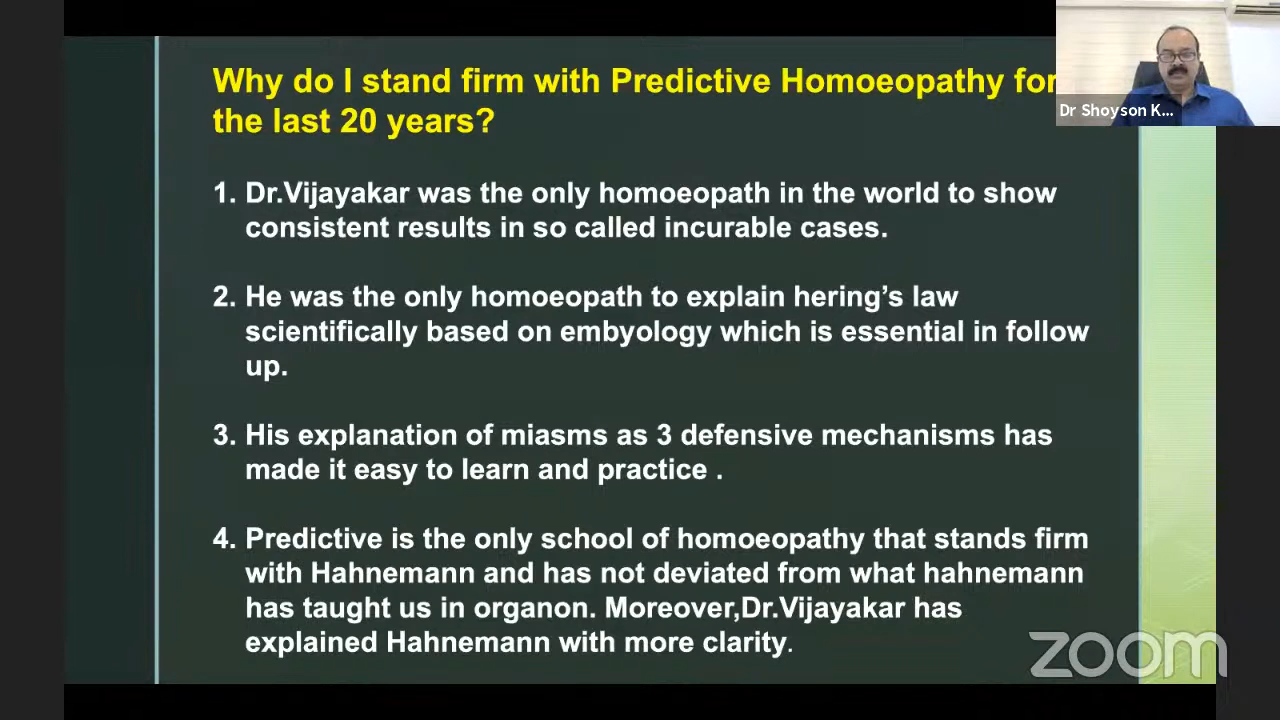 Why do I stand firm with Predictive Homoeopathy for
the last 20 years?
Dr Shoyson K...
1. Dr.Vijayakar was the only homoeopath in the world to show
consistent results in so called incurable cases.
2. He was the only homoeopath to explain hering's law
scientifically based on embyology which is essential in follow
up.
3. His explanation of miasms as 3 defensive mechanisms has
made it easy to learn and practice .
4. Predictive is the only school of homoeopathy that stands firm
with Hahnemann and has not deviated from what hahnemann
has taught us in organon. Moreover,Dr.Vijayakar has
explained Hahnemann with more clarity.
zoom